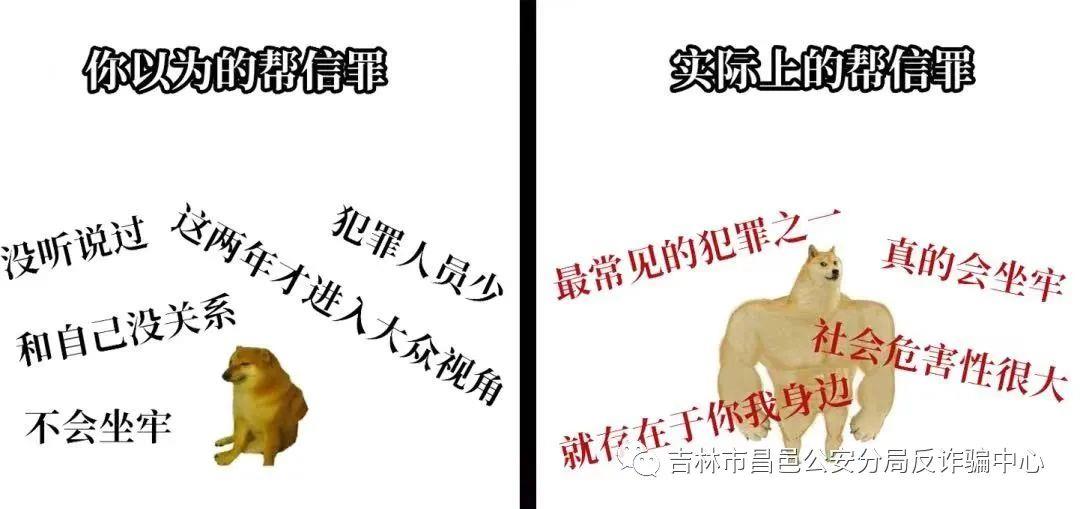 你以为的帮信罪
没听说过
这两年才进入大众视角
犯罪人员少
和自己没关系
不会坐牢
实际上的帮信罪
最常见的犯罪之一
真的会坐牢
社会危害性很大
就存在于你我身边
吉林市昌邑公安分局反诈骗中心